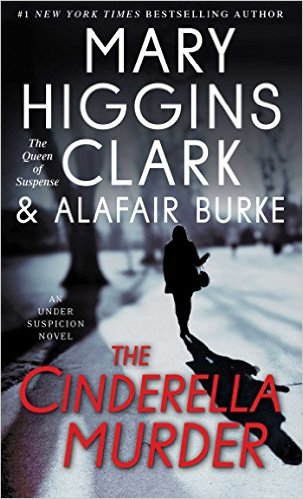 #1 NEW YORK TIMES BESTSELLING AUTHOR
MARY
HIGGINS
CLARK
The Queen of Suspense
& ALAFAIR BURKE
AN
UNDER
SUSPICION
NOVEL
THE
CINDERELLA
MURDER